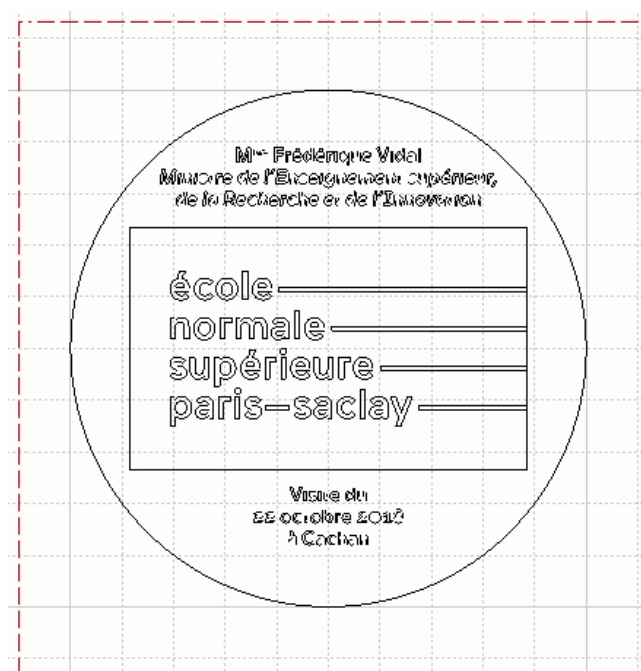 Mme Frédérique Vidal
Ministre de l'Enseignement supérieur,
de la Recherche et de l'Innovation
école
normale
supérieure
paris—saclay
Visite du
22 octobre 2018
à Cachan